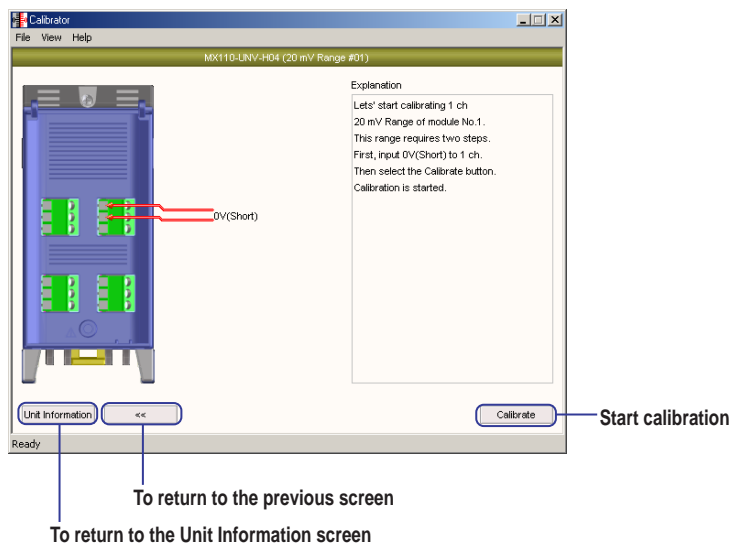 Calibrator
File View Help
MX110-UNV-H04 (20 mV Range #01)
Explanation
Lets' start calibrating 1 ch
20 mV Range of module No.1.
This range requires two steps.
First, input 0V(Short) to 1 ch.
Then select the Calibrate button.
Calibration is started.
0V(Short)
Unit Information
<<
Calibrate
Start calibration
Ready
To return to the previous screen
To return to the Unit Information screen